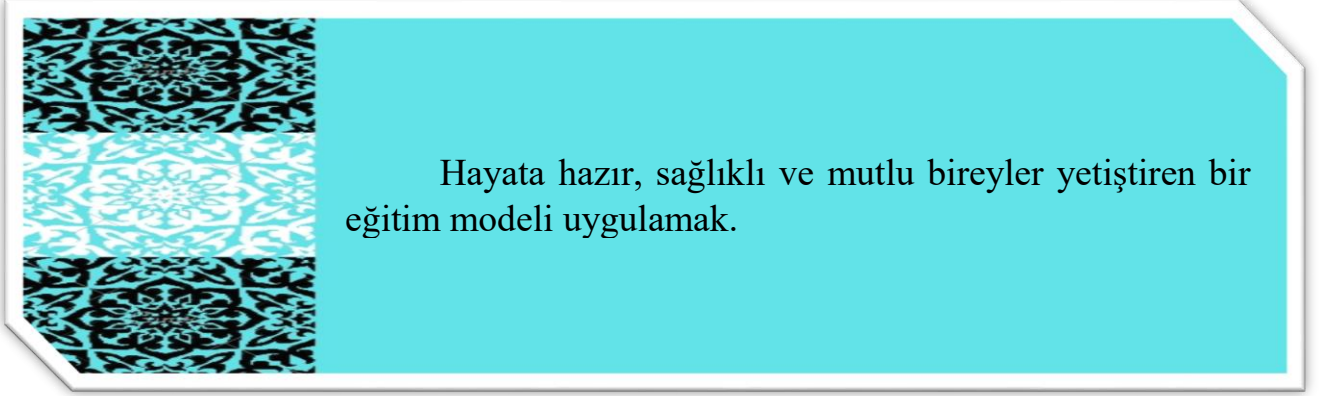 Hayata hazır, sağlıklı ve mutlu bireyler yetiştiren bir
eğitim modeli uygulamak.